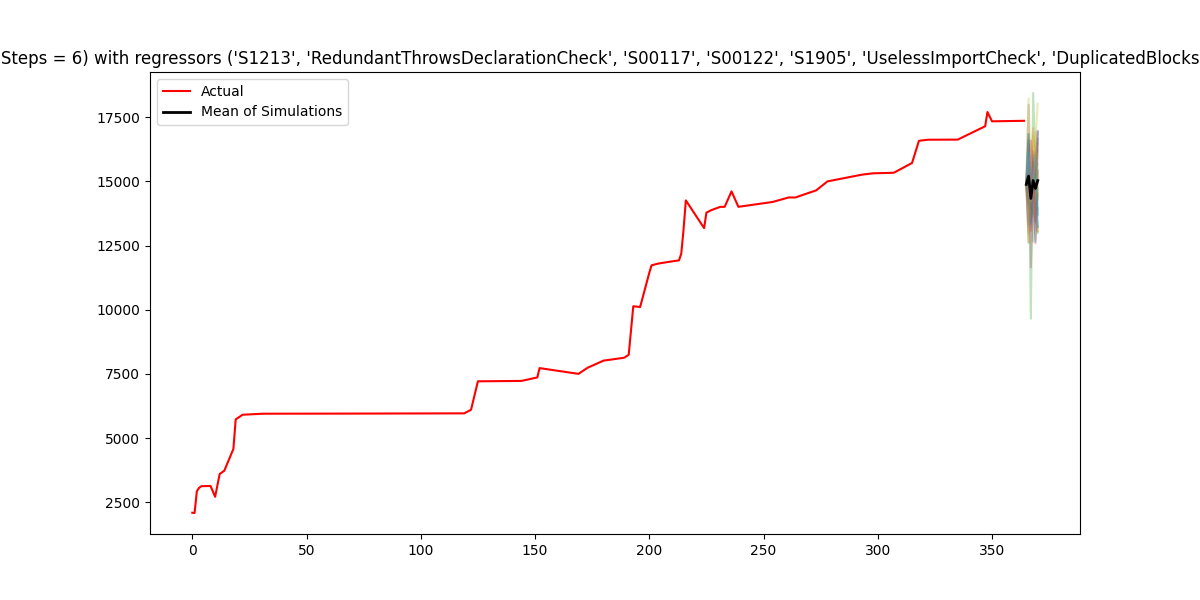 Steps = 6) with regressors ('S1213', 'RedundantThrowsDeclarationCheck', 'S00117', 'S00122', 'S1905', 'UselessImportCheck', 'DuplicatedBlocks
Actual
Mean of Simulations
17500
15000
12500
10000
7500
5000
2500
0 50 100 150 200 250 300 350